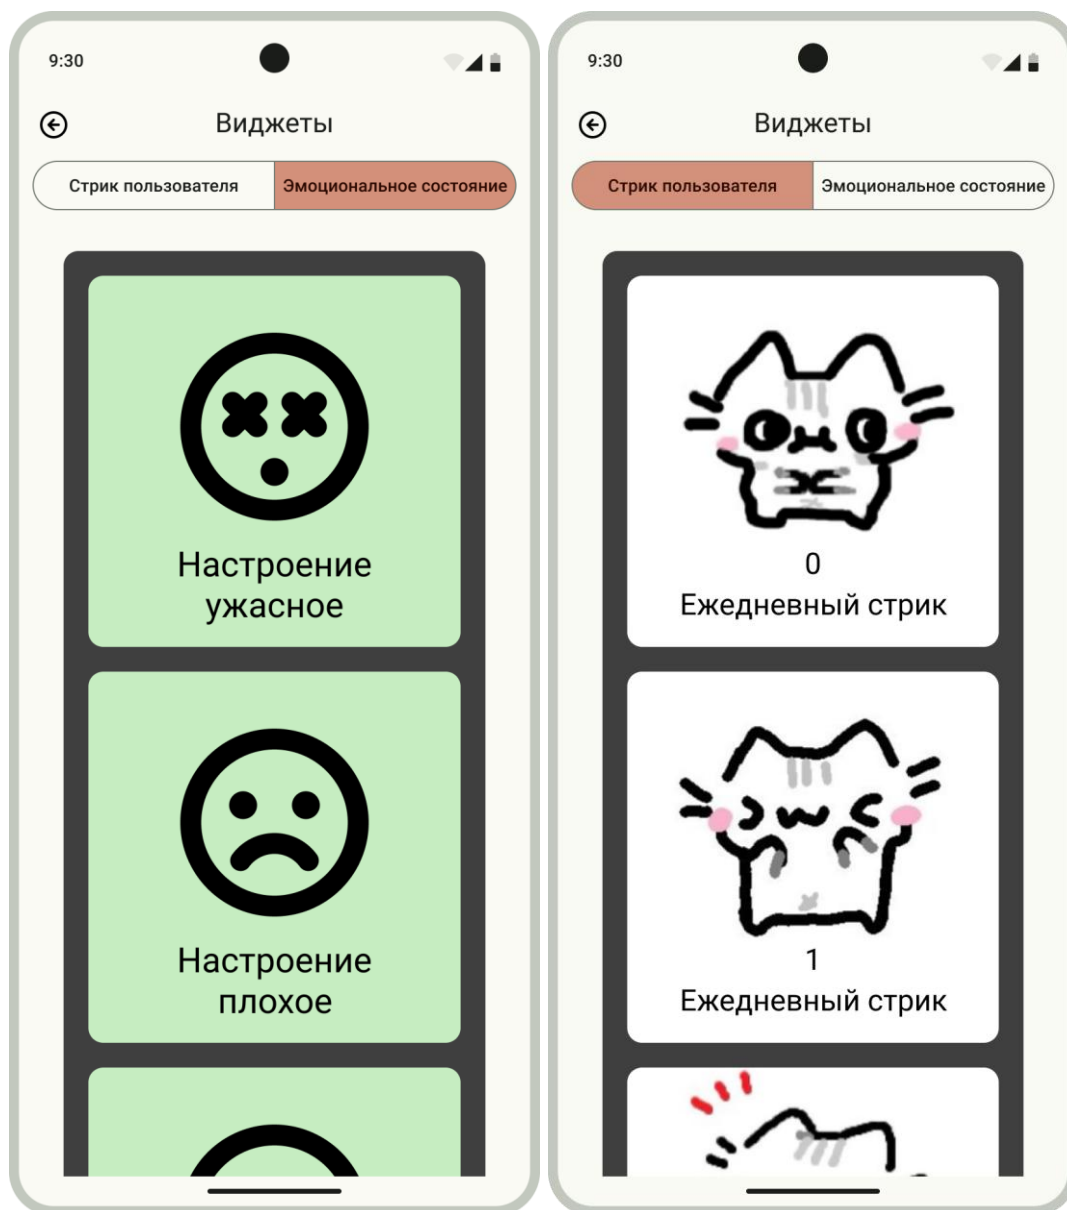 9:30
Виджеты
Стрик пользователя
Эмоциональное состояние
Настроение
ужасное
Настроение
плохое
9:30
Виджеты
Стрик пользователя
Эмоциональное состояние
0
Ежедневный стрик
1
Ежедневный стрик